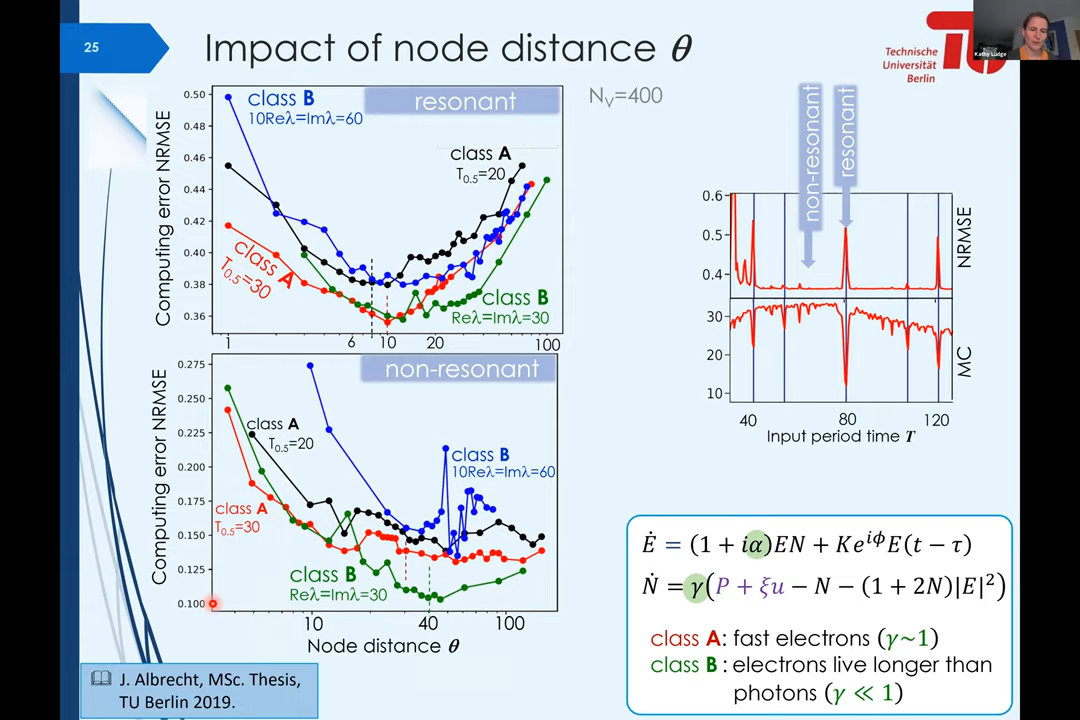 25
Impact of node distance θ
Technische
Universität
Berlin
Kathy Lüdge
Computing error NRMSE
0.50
0.48
0.46
0.44
0.42
0.40
0.38
0.36
class B
10Reλ=Imλ=60
resonant
N_V=400
class A
T_0.5=20
class A
T_0.5=30
class B
Reλ=Imλ=30
1
6
10
20
100
Computing error NRMSE
0.275
0.250
0.225
0.200
0.175
0.150
0.125
0.100
non-resonant
class A
T_0.5=20
class B
10Reλ=Imλ=60
class A
T_0.5=30
class B
Reλ=Imλ=30
10
40
100
Node distance θ
non-resonant
resonant
0.6
0.5
0.4
NRMSE
30
20
10
MC
40
80
120
Input period time T
Ė = (1 + iα)EN + Ke^{iϕ}E(t − τ)
Ṅ = γ(P + ξu − N − (1 + 2N)|E|²)
class A: fast electrons (γ~1)
class B : electrons live longer than
photons (γ ≪ 1)
J. Albrecht, MSc. Thesis,
TU Berlin 2019.